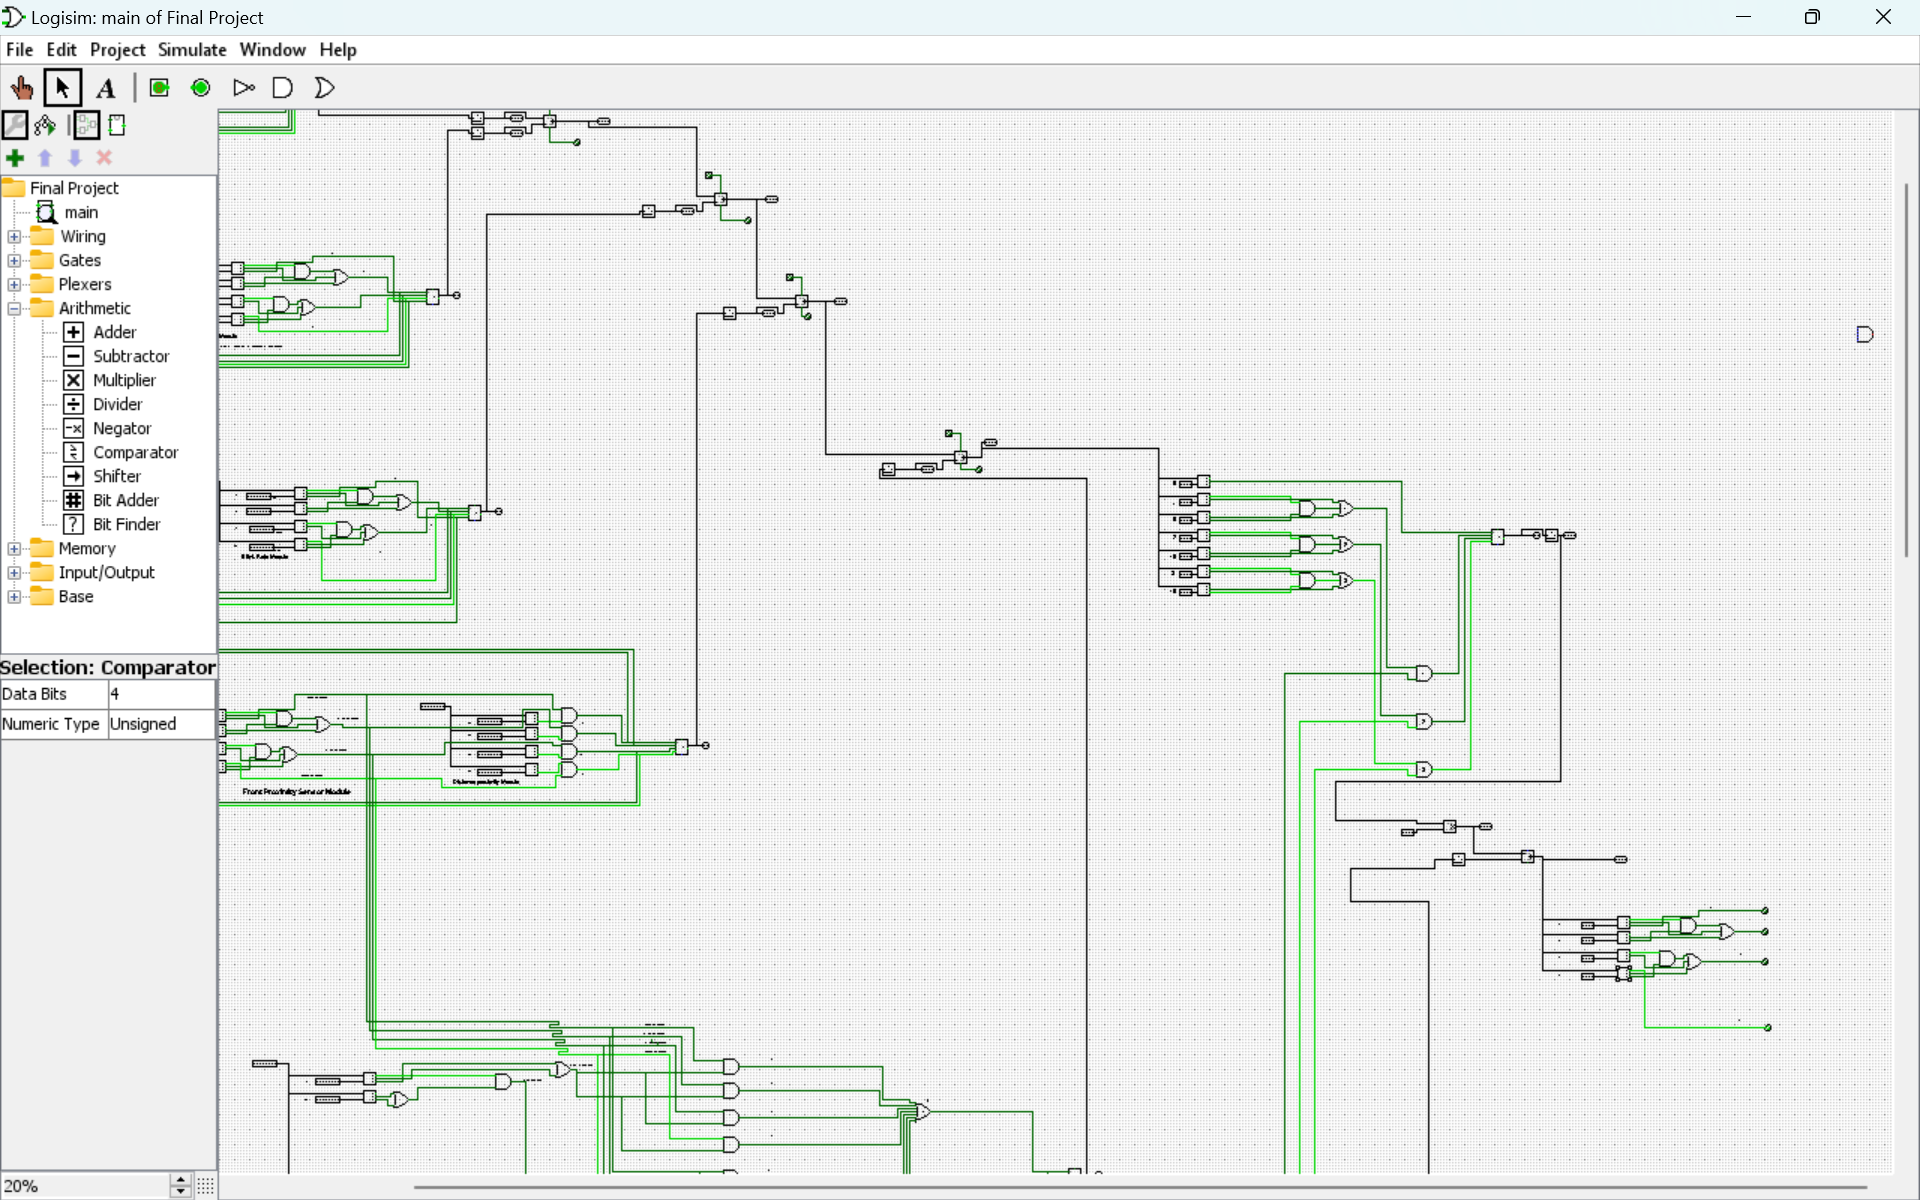 Logisim: main of Final Project
File Edit Project Simulate Window Help
A
Final Project
main
Wiring
Gates
Plexers
Arithmetic
Adder
Subtractor
Multiplier
Divider
Negator
Comparator
Shifter
Bit Adder
Bit Finder
Memory
Input/Output
Base
Selection: Comparator
Data Bits 4
Numeric Type Unsigned
Front Proximity Sensor Module
20%